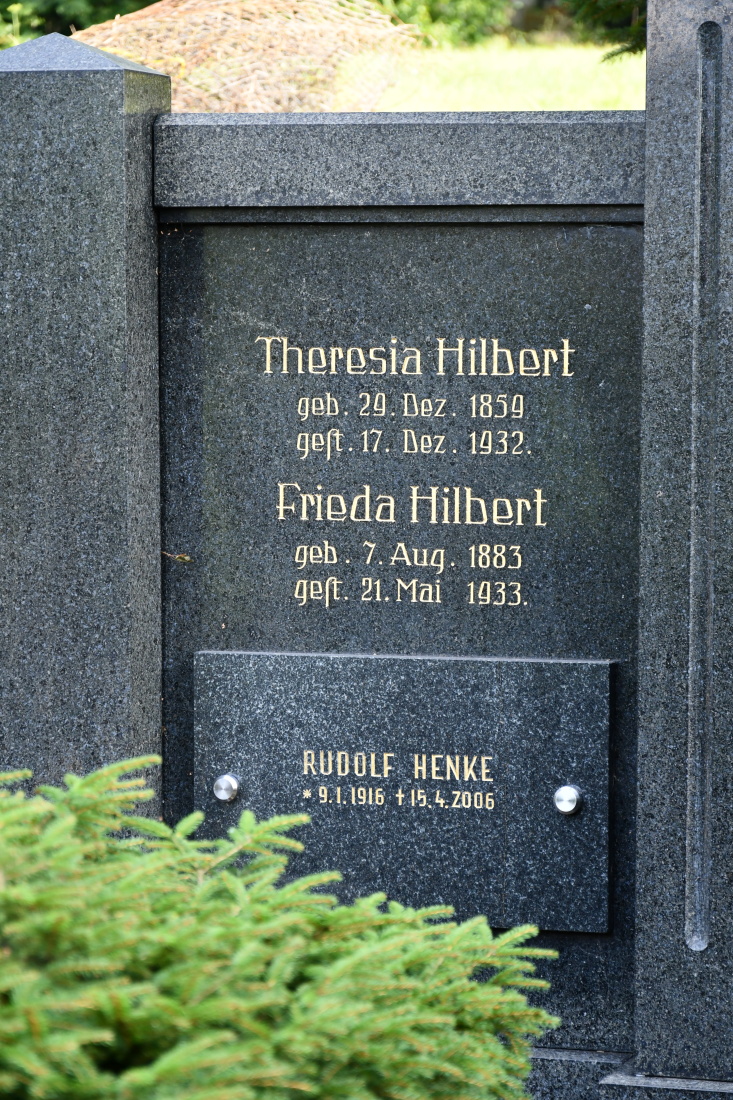 Theresia Hilbert
geb. 29. Dez. 1859
geſt. 17. Dez. 1932.
Frieda Hilbert
geb. 7. Aug. 1883
geſt. 21. Mai 1933.
RUDOLF HENKE
* 9.1.1916 ✝ 15.4.2006